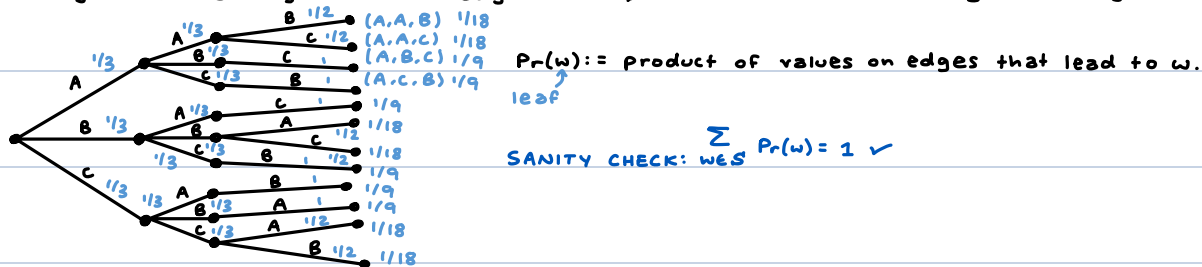 B 1/2 (A,A,B) 1/18
A 1/3 C 1/2 (A,A,C) 1/18
1/3 B 1/3 C 1 (A,B,C) 1/9
A C 1/3 B 1 (A,C,B) 1/9
Pr(w) := product of values on edges that lead to w.
leaf
C 1 1/9
A 1/3 A 1/18
B 1/3 B C 1/2 1/18
1/3 C 1/3 B 1 1/2 1/9
SANITY CHECK: Σ w∈S Pr(w) = 1 ✓
C 1/3 1/3 A B 1 1/9
B 1/3 A 1 1/9
C 1/3 A 1/2 1/18
B 1/2 1/18